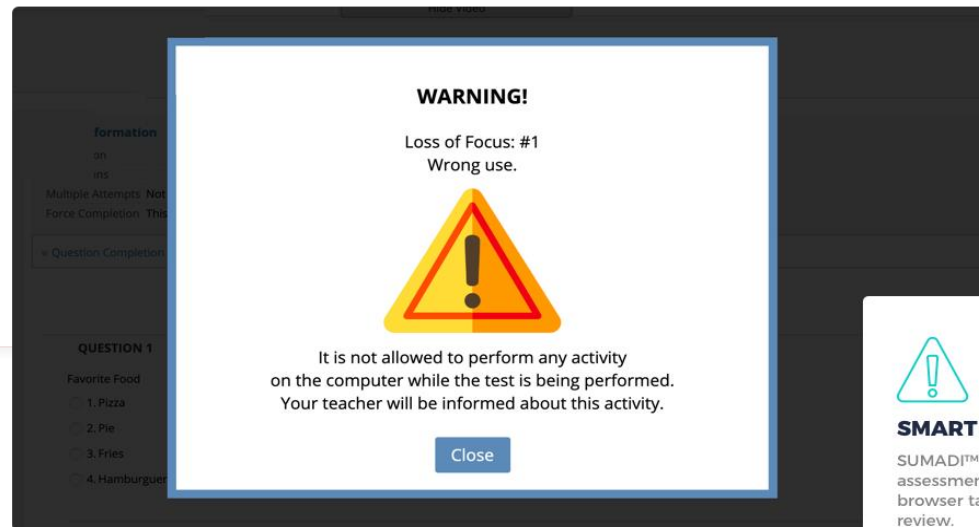 Hide Video
WARNING!
Loss of Focus: #1
Wrong use.
formation
an
ins
Multiple Attempts Not
Force Completion This
Question Completion
It is not allowed to perform any activity
on the computer while the test is being performed.
Your teacher will be informed about this activity.
Close
QUESTION 1
Favorite Food
1. Pizza
2. Pie
3. Fries
4. Hamburguer
SMART
SUMADI™
assessmen
browser ta
review.